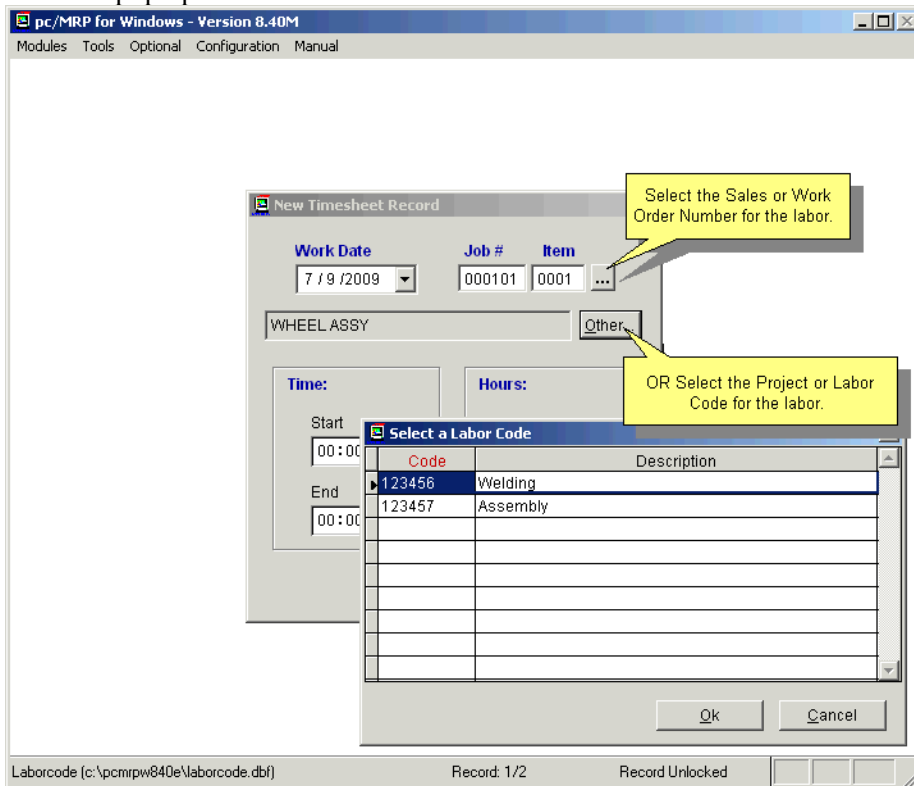 pc/MRP for Windows - Version 8.40M
Modules Tools Optional Configuration Manual
Select the Sales or Work
Order Number for the labor.
New Timesheet Record
Work Date Job # Item
7 / 9 /2009 000101 0001 ...
WHEEL ASSY Other...
OR Select the Project or Labor
Code for the labor.
Time: Hours:
Start
00:00
Select a Labor Code
Code Description
123456 Welding
123457 Assembly
End
00:00
Ok Cancel
Laborcode (c:\pcmrpw840e\laborcode.dbf) Record: 1/2 Record Unlocked